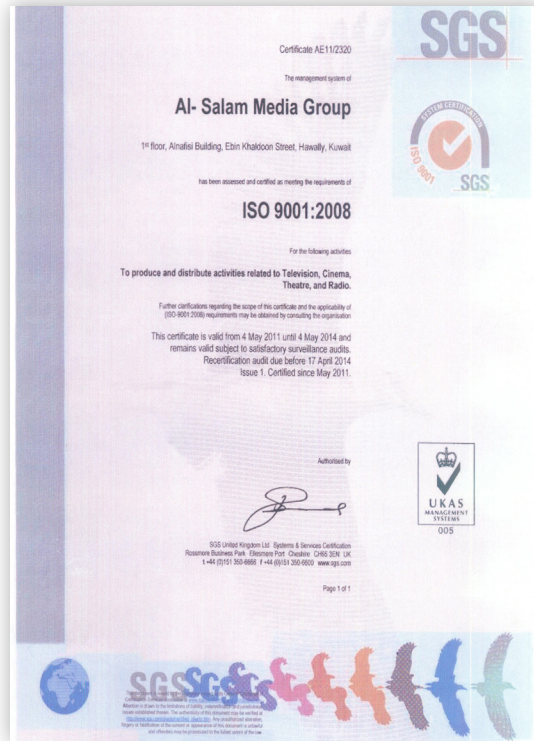 SGS
Certificate AE11/2320
The management system of
Al- Salam Media Group
1st floor, Alnafisi Building, Ebin Khaldoon Street, Hawally, Kuwait
SYSTEM CERTIFICATION
ISO 9001
SGS
has been assessed and certified as meeting the requirements of
ISO 9001:2008
For the following activities
To produce and distribute activities related to Television, Cinema,
Theatre, and Radio.
Further clarifications regarding the scope of this certificate and the applicability of
(ISO 9001:2008) requirements may be obtained by consulting the organisation
This certificate is valid from 4 May 2011 until 4 May 2014 and
remains valid subject to satisfactory surveillance audits.
Recertification audit due before 17 April 2014
Issue 1. Certified since May 2011.
Authorised by
UKAS
MANAGEMENT
SYSTEMS
005
SGS United Kingdom Ltd Systems & Services Certification
Rossmore Business Park Ellesmere Port Cheshire CH65 3EN UK
t +44 (0)151 350-6666 f +44 (0)151 350-6600 www.sgs.com
Page 1 of 1
SGSSGS